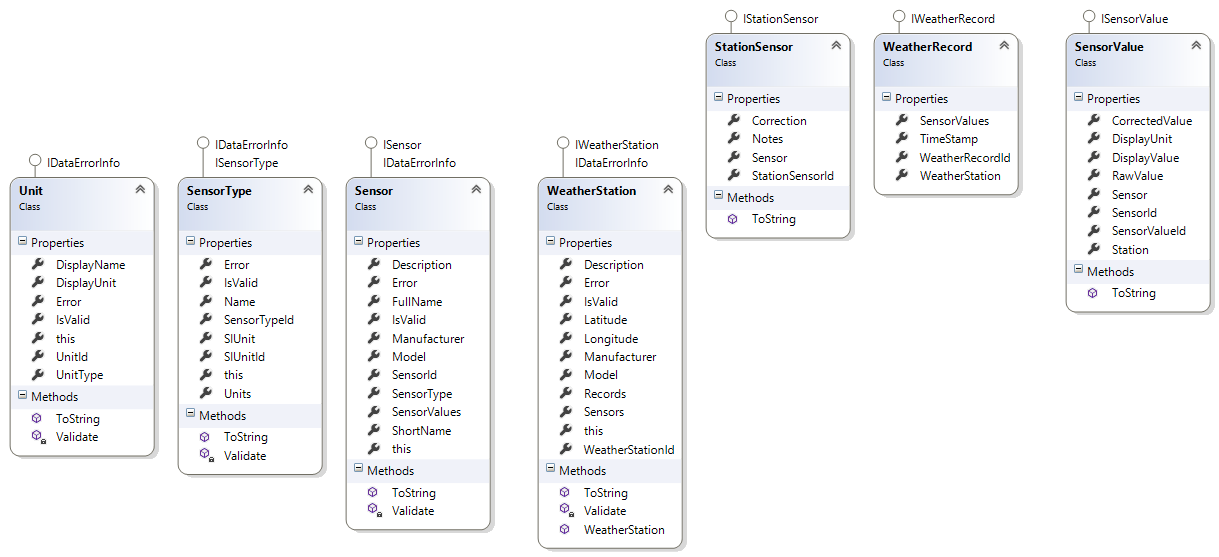 IDataErrorInfo
Unit
Class
Properties
DisplayName
DisplayUnit
Error
IsValid
this
UnitId
UnitType
Methods
ToString
Validate
IDataErrorInfo
ISensorType
SensorType
Class
Properties
Error
IsValid
Name
SensorTypeId
SIUnit
SIUnitId
this
Units
Methods
ToString
Validate
ISensor
IDataErrorInfo
Sensor
Class
Properties
Description
Error
FullName
IsValid
Manufacturer
Model
SensorId
SensorType
SensorValues
ShortName
this
Methods
ToString
Validate
IWeatherStation
IDataErrorInfo
WeatherStation
Class
Properties
Description
Error
IsValid
Latitude
Longitude
Manufacturer
Model
Records
Sensors
this
WeatherStationId
Methods
ToString
Validate
WeatherStation
IStationSensor
StationSensor
Class
Properties
Correction
Notes
Sensor
StationSensorId
Methods
ToString
IWeatherRecord
WeatherRecord
Class
Properties
SensorValues
TimeStamp
WeatherRecordId
WeatherStation
ISensorValue
SensorValue
Class
Properties
CorrectedValue
DisplayUnit
DisplayValue
RawValue
Sensor
SensorId
SensorValueId
Station
Methods
ToString